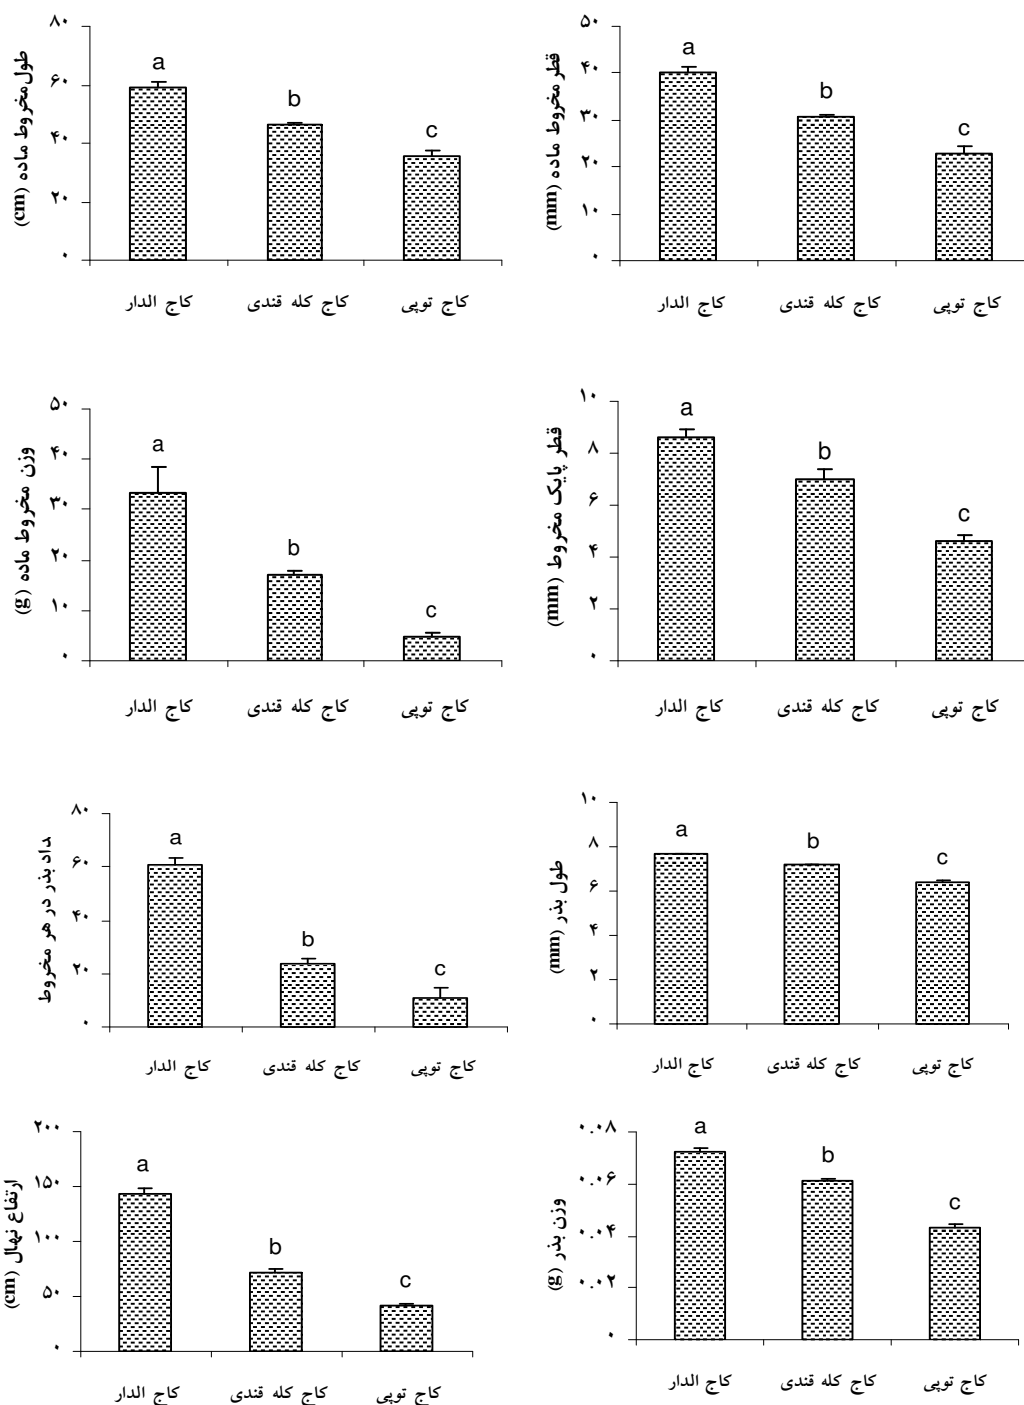 طول مخروط ماده (cm)
۸۰
۶۰
۴۰
۲۰
۰
a
b
c
کاج الدار
کاج کله قندی
کاج توپی
قطر مخروط ماده (mm)
۵۰
۴۰
۳۰
۲۰
۱۰
۰
a
b
c
کاج الدار
کاج کله قندی
کاج توپی
وزن مخروط ماده (g)
۵۰
۴۰
۳۰
۲۰
۱۰
۰
a
b
c
کاج الدار
کاج کله قندی
کاج توپی
قطر پایک مخروط (mm)
۱۰
۸
۶
۴
۲
۰
a
b
c
کاج الدار
کاج کله قندی
کاج توپی
داد بذر در هر مخروط
۸۰
۶۰
۴۰
۲۰
۰
a
b
c
کاج الدار
کاج کله قندی
کاج توپی
طول بذر (mm)
۱۰
۸
۶
۴
۲
۰
a
b
c
کاج الدار
کاج کله قندی
کاج توپی
ارتفاع نهال (cm)
۲۰۰
۱۵۰
۱۰۰
۵۰
۰
a
b
c
کاج الدار
کاج کله قندی
کاج توپی
وزن بذر (g)
۰.۰۸
۰.۰۶
۰.۰۴
۰.۰۲
۰
a
b
c
کاج الدار
کاج کله قندی
کاج توپی